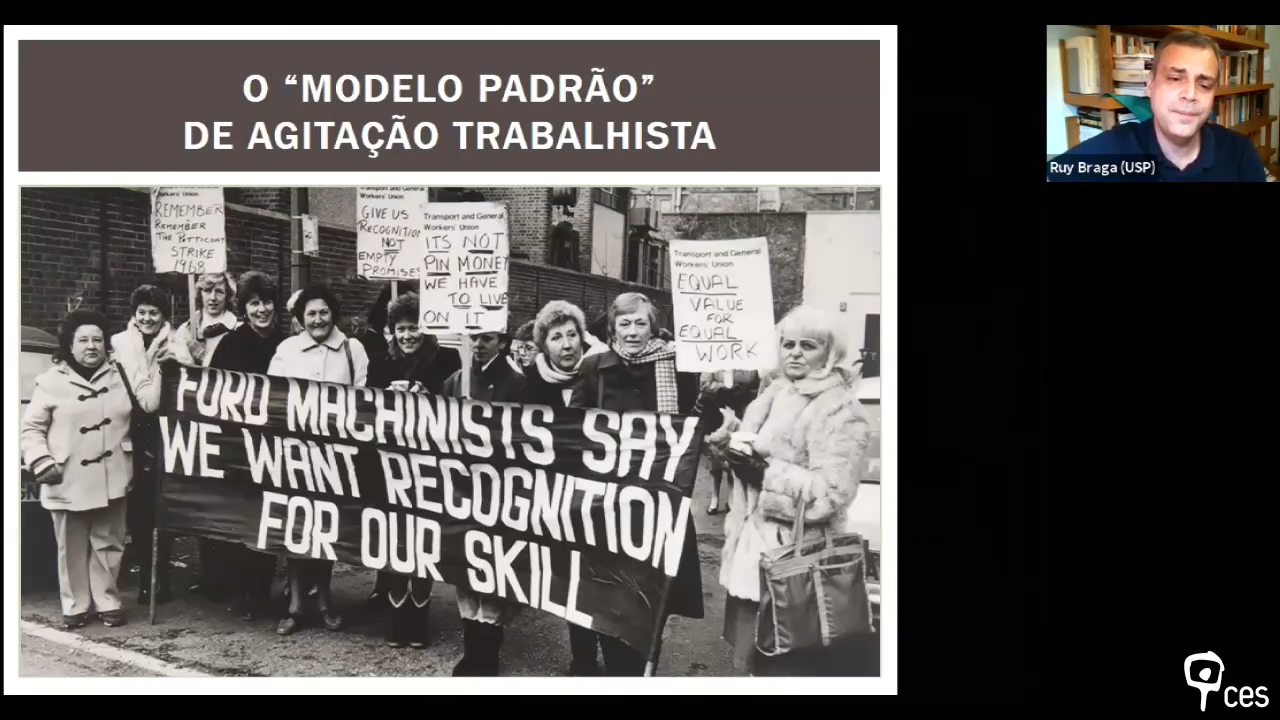 O “MODELO PADRÃO”
DE AGITAÇÃO TRABALHISTA
Workers' Union
REMEMBER
REMEMBER
THE PETTICOAT
STRIKE
1968
Transport and General
Workers' Union
GIVE US
RECOGNITION
NOT
EMPTY
PROMISES
Transport and General
Workers' Union
ITS NOT
PIN MONEY
WE HAVE
TO LIVE
ON IT
Transport and General
Workers' Union
EQUAL
VALUE
FOR
EQUAL
WORK
FORD MACHINISTS SAY
WE WANT RECOGNITION
FOR OUR SKILL
Ruy Braga (USP)
ces